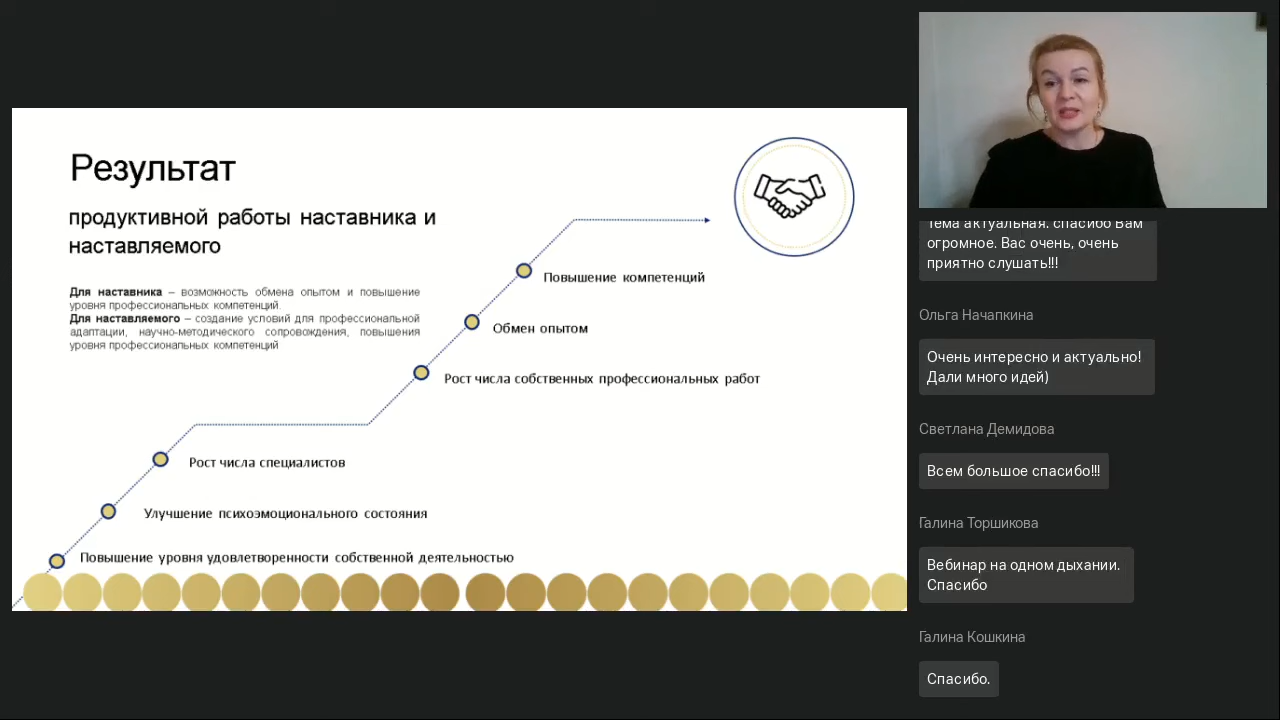 Результат
продуктивной работы наставника и
наставляемого
Для наставника – возможность обмена опытом и повышение
уровня профессиональных компетенций.
Для наставляемого – создание условий для профессиональной
адаптации, научно-методического сопровождения, повышения
уровня профессиональных компетенций
Повышение компетенций
Обмен опытом
Рост числа собственных профессиональных работ
Рост числа специалистов
Улучшение психоэмоционального состояния
Повышение уровня удовлетворенности собственной деятельностью
Тема актуальная. спасибо Вам
огромное. Вас очень, очень
приятно слушать!!!
Ольга Начапкина
Очень интересно и актуально!
Дали много идей)
Светлана Демидова
Всем большое спасибо!!!
Галина Торшикова
Вебинар на одном дыхании.
Спасибо
Галина Кошкина
Спасибо.